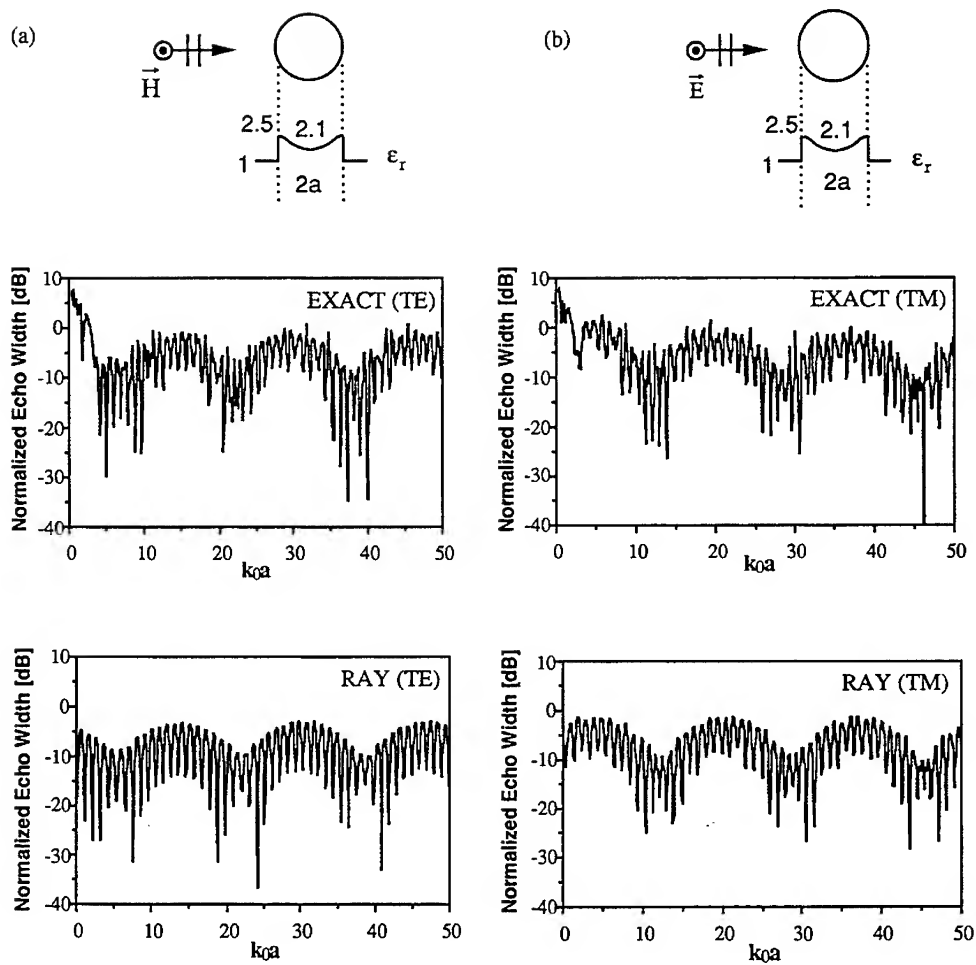 (a)
H
2.5 2.1
1
εr
2a
(b)
E
2.5 2.1
1
εr
2a
Normalized Echo Width [dB]
10
0
-10
-20
-30
-40
EXACT (TE)
0 10 20 30 40 50
k0a
Normalized Echo Width [dB]
10
0
-10
-20
-30
-40
EXACT (TM)
0 10 20 30 40 50
k0a
Normalized Echo Width [dB]
10
0
-10
-20
-30
-40
RAY (TE)
0 10 20 30 40 50
k0a
Normalized Echo Width [dB]
10
0
-10
-20
-30
-40
RAY (TM)
0 10 20 30 40 50
k0a